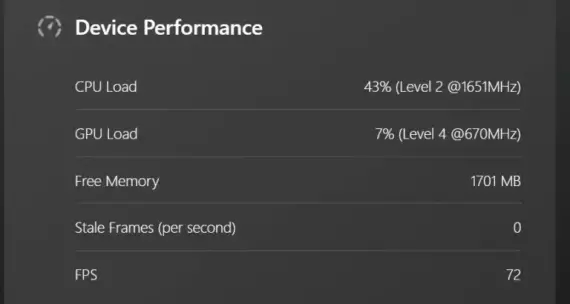 Device Performance
CPU Load 43% (Level 2 @1651MHz)
GPU Load 7% (Level 4 @670MHz)
Free Memory 1701 MB
Stale Frames (per second) 0
FPS 72